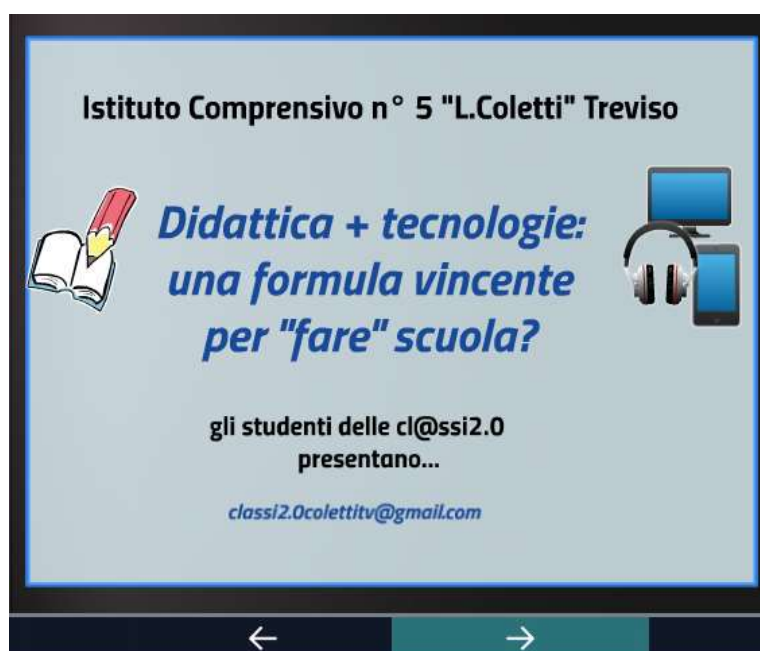 Istituto Comprensivo n° 5 "L.Coletti" Treviso
Didattica + tecnologie:
una formula vincente
per "fare" scuola?
gli studenti delle cl@ssi2.0
presentano...
classi2.0colettitv@gmail.com